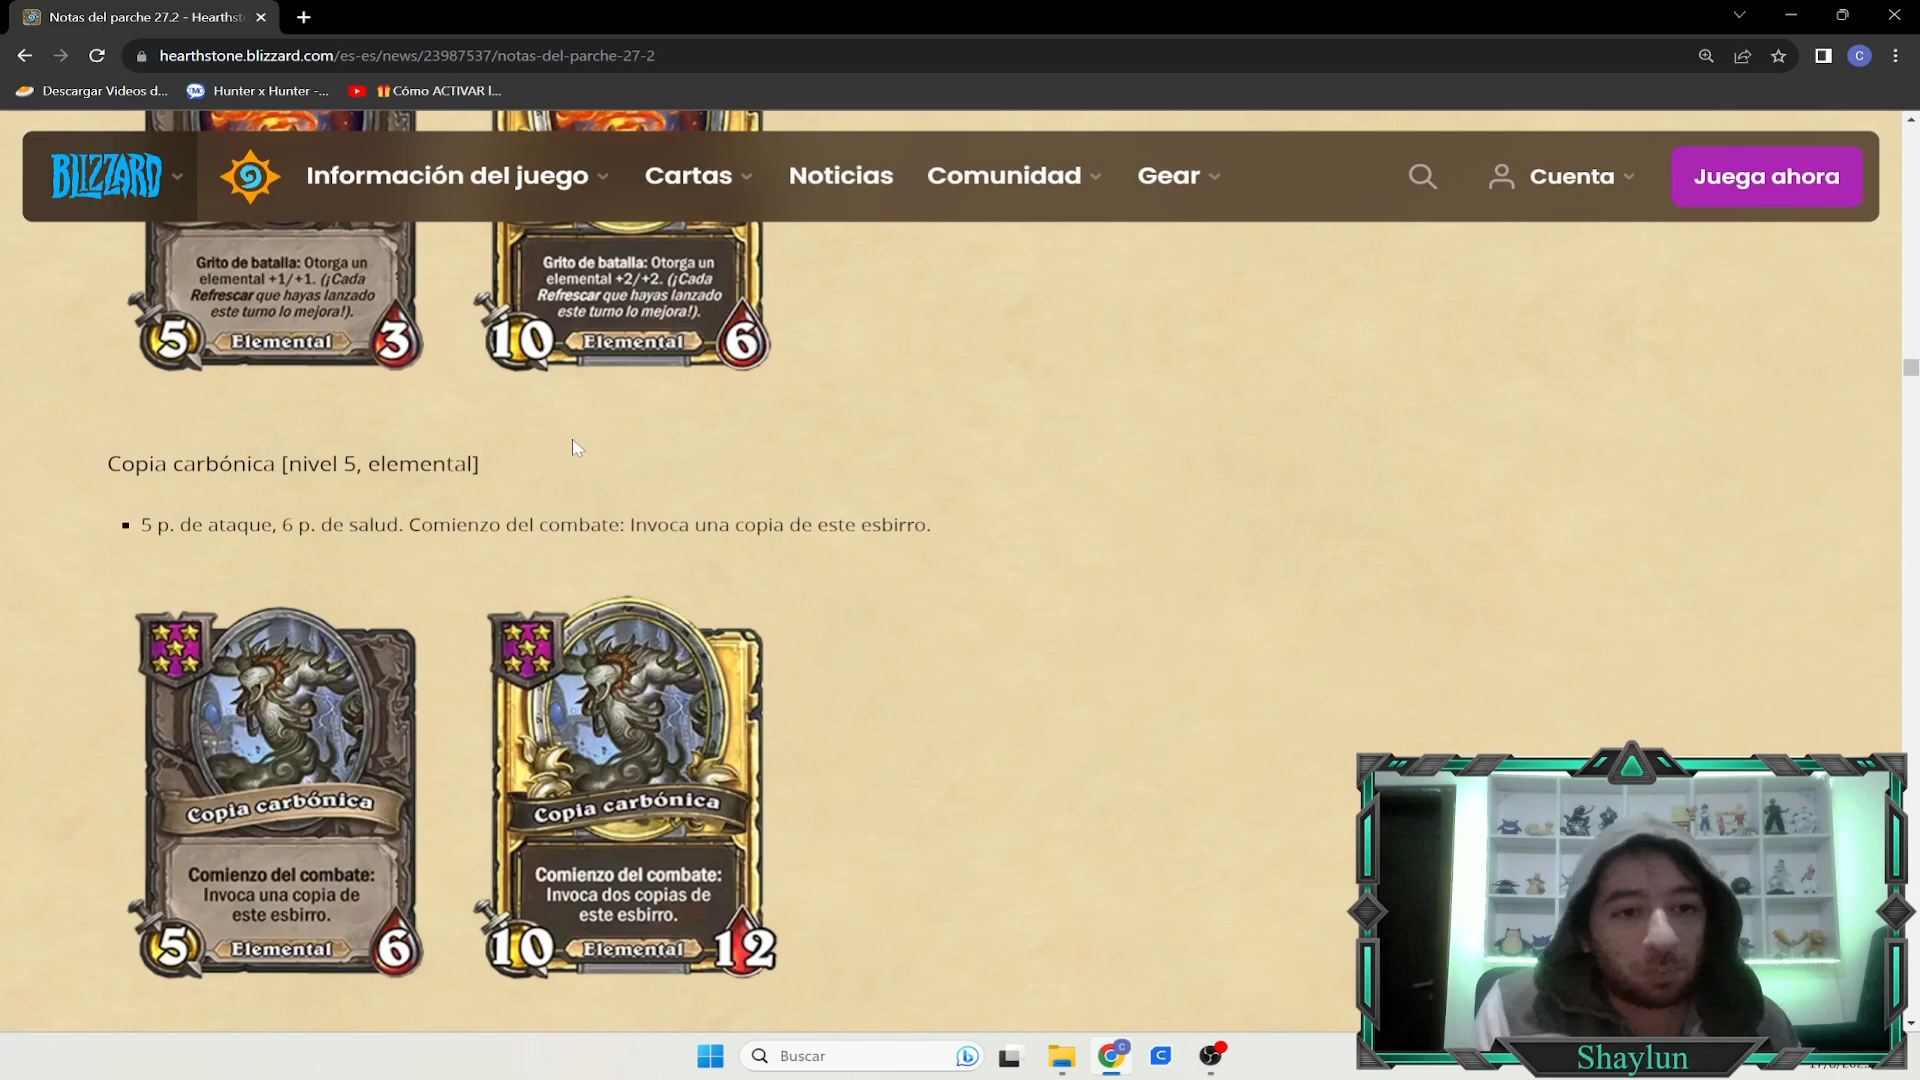 Notas del parche 27.2 - Hearthst
hearthstone.blizzard.com/es-es/news/23987537/notas-del-parche-27-2
C
Descargar Videos d...
Hunter x Hunter -...
Cómo ACTIVAR l...
BLIZZARD
Información del juego
Cartas
Noticias
Comunidad
Gear
Cuenta
Juega ahora
Grito de batalla: Otorga un
elemental +1/+1. (¡Cada
Refrescar que hayas lanzado
este turno lo mejora!).
5
Elemental
3
Grito de batalla: Otorga un
elemental +2/+2. (¡Cada
Refrescar que hayas lanzado
este turno lo mejora!).
10
Elemental
6
Copia carbónica [nivel 5, elemental]
5 p. de ataque, 6 p. de salud. Comienzo del combate: Invoca una copia de este esbirro.
Copia carbónica
Comienzo del combate:
Invoca una copia de
este esbirro.
5
Elemental
6
Copia carbónica
Comienzo del combate:
Invoca dos copias de
este esbirro.
10
Elemental
12
Buscar
Shaylun